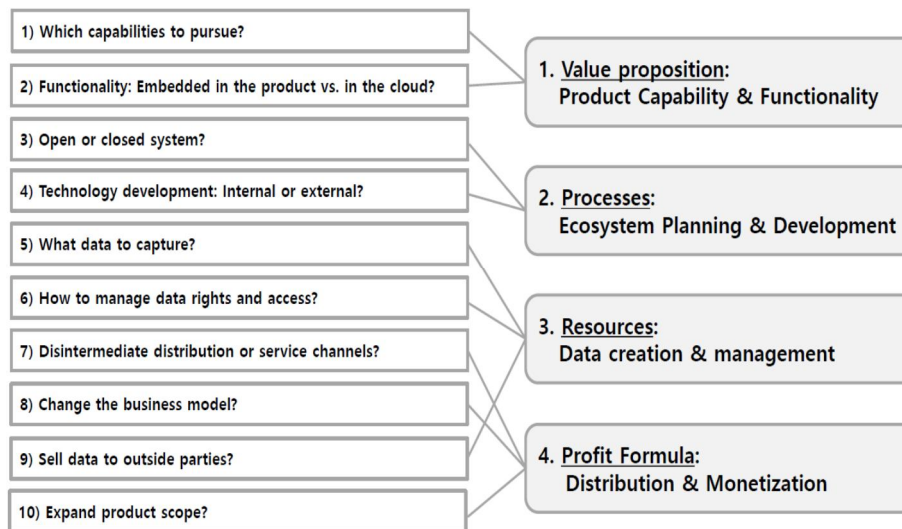 1) Which capabilities to pursue?
2) Functionality: Embedded in the product vs. in the cloud?
3) Open or closed system?
4) Technology development: Internal or external?
5) What data to capture?
6) How to manage data rights and access?
7) Disintermediate distribution or service channels?
8) Change the business model?
9) Sell data to outside parties?
10) Expand product scope?
1. Value proposition:
Product Capability & Functionality
2. Processes:
Ecosystem Planning & Development
3. Resources:
Data creation & management
4. Profit Formula:
Distribution & Monetization